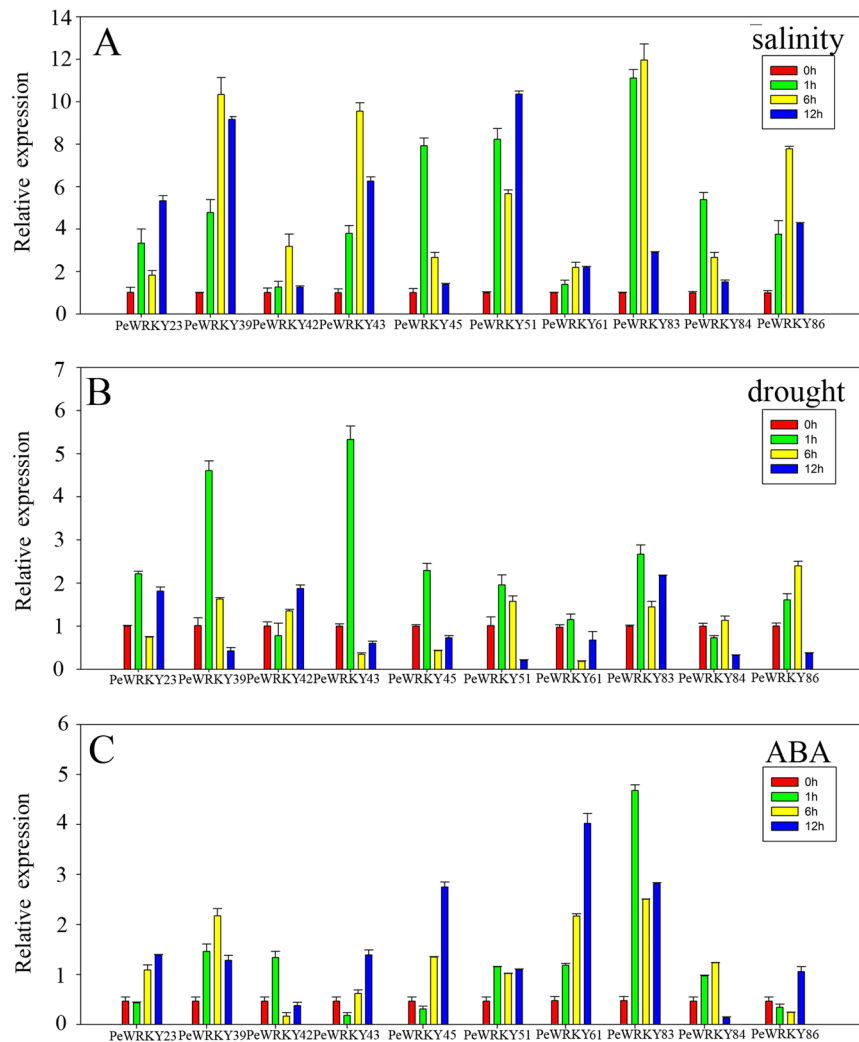 A
salinity
0h
1h
6h
12h
Relative expression
14
12
10
8
6
4
2
0
PeWRKY23 PeWRKY39 PeWRKY42 PeWRKY43 PeWRKY45 PeWRKY51 PeWRKY61 PeWRKY83 PeWRKY84 PeWRKY86
B
drought
0h
1h
6h
12h
Relative expression
7
6
5
4
3
2
1
0
PeWRKY23 PeWRKY39 PeWRKY42 PeWRKY43 PeWRKY45 PeWRKY51 PeWRKY61 PeWRKY83 PeWRKY84 PeWRKY86
C
ABA
0h
1h
6h
12h
Relative expression
6
5
4
3
2
1
0
PeWRKY23 PeWRKY39 PeWRKY42 PeWRKY43 PeWRKY45 PeWRKY51 PeWRKY61 PeWRKY83 PeWRKY84 PeWRKY86